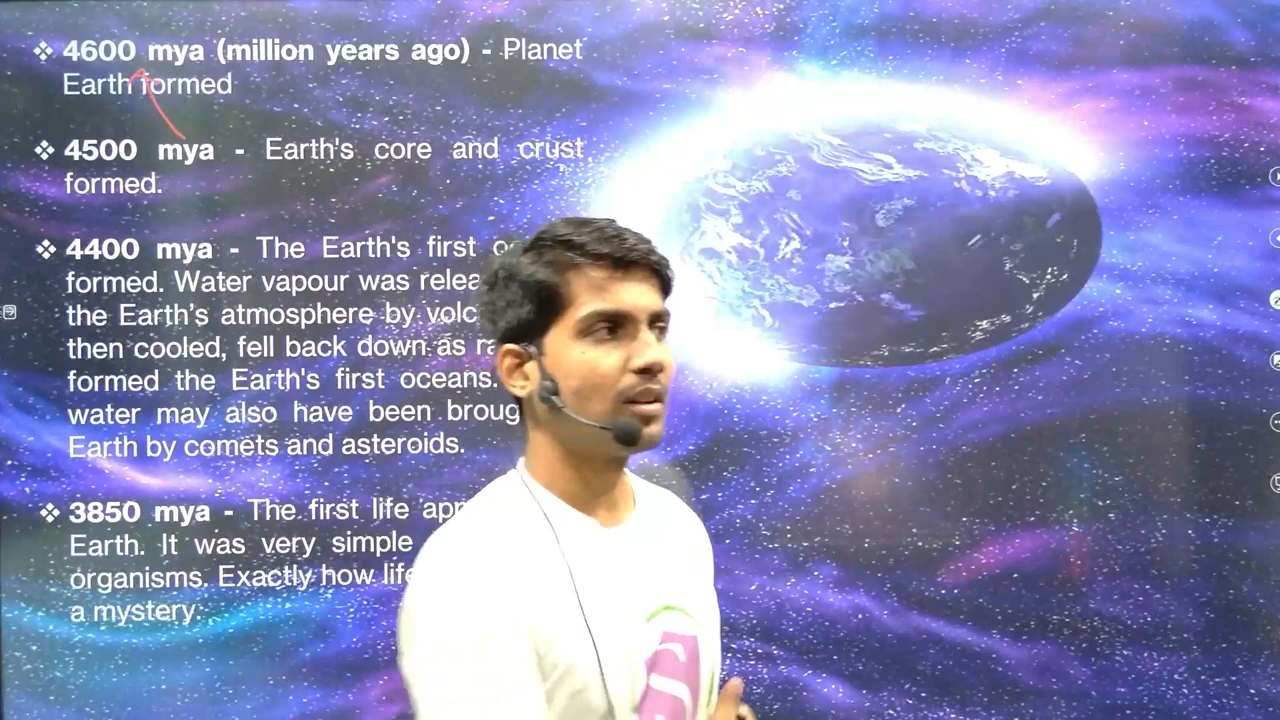 ❖ 4600 mya (million years ago) - Planet
Earth formed
❖ 4500 mya - Earth's core and crust
formed.
❖ 4400 mya - The Earth's first
formed. Water vapour was
the Earth's atmosphere by
then cooled, fell back down as
formed the Earth's first oceans.
water may also have been
Earth by comets and asteroids.
❖ 3850 mya - The first life
Earth. It was very simple
organisms. Exactly how
a mystery.